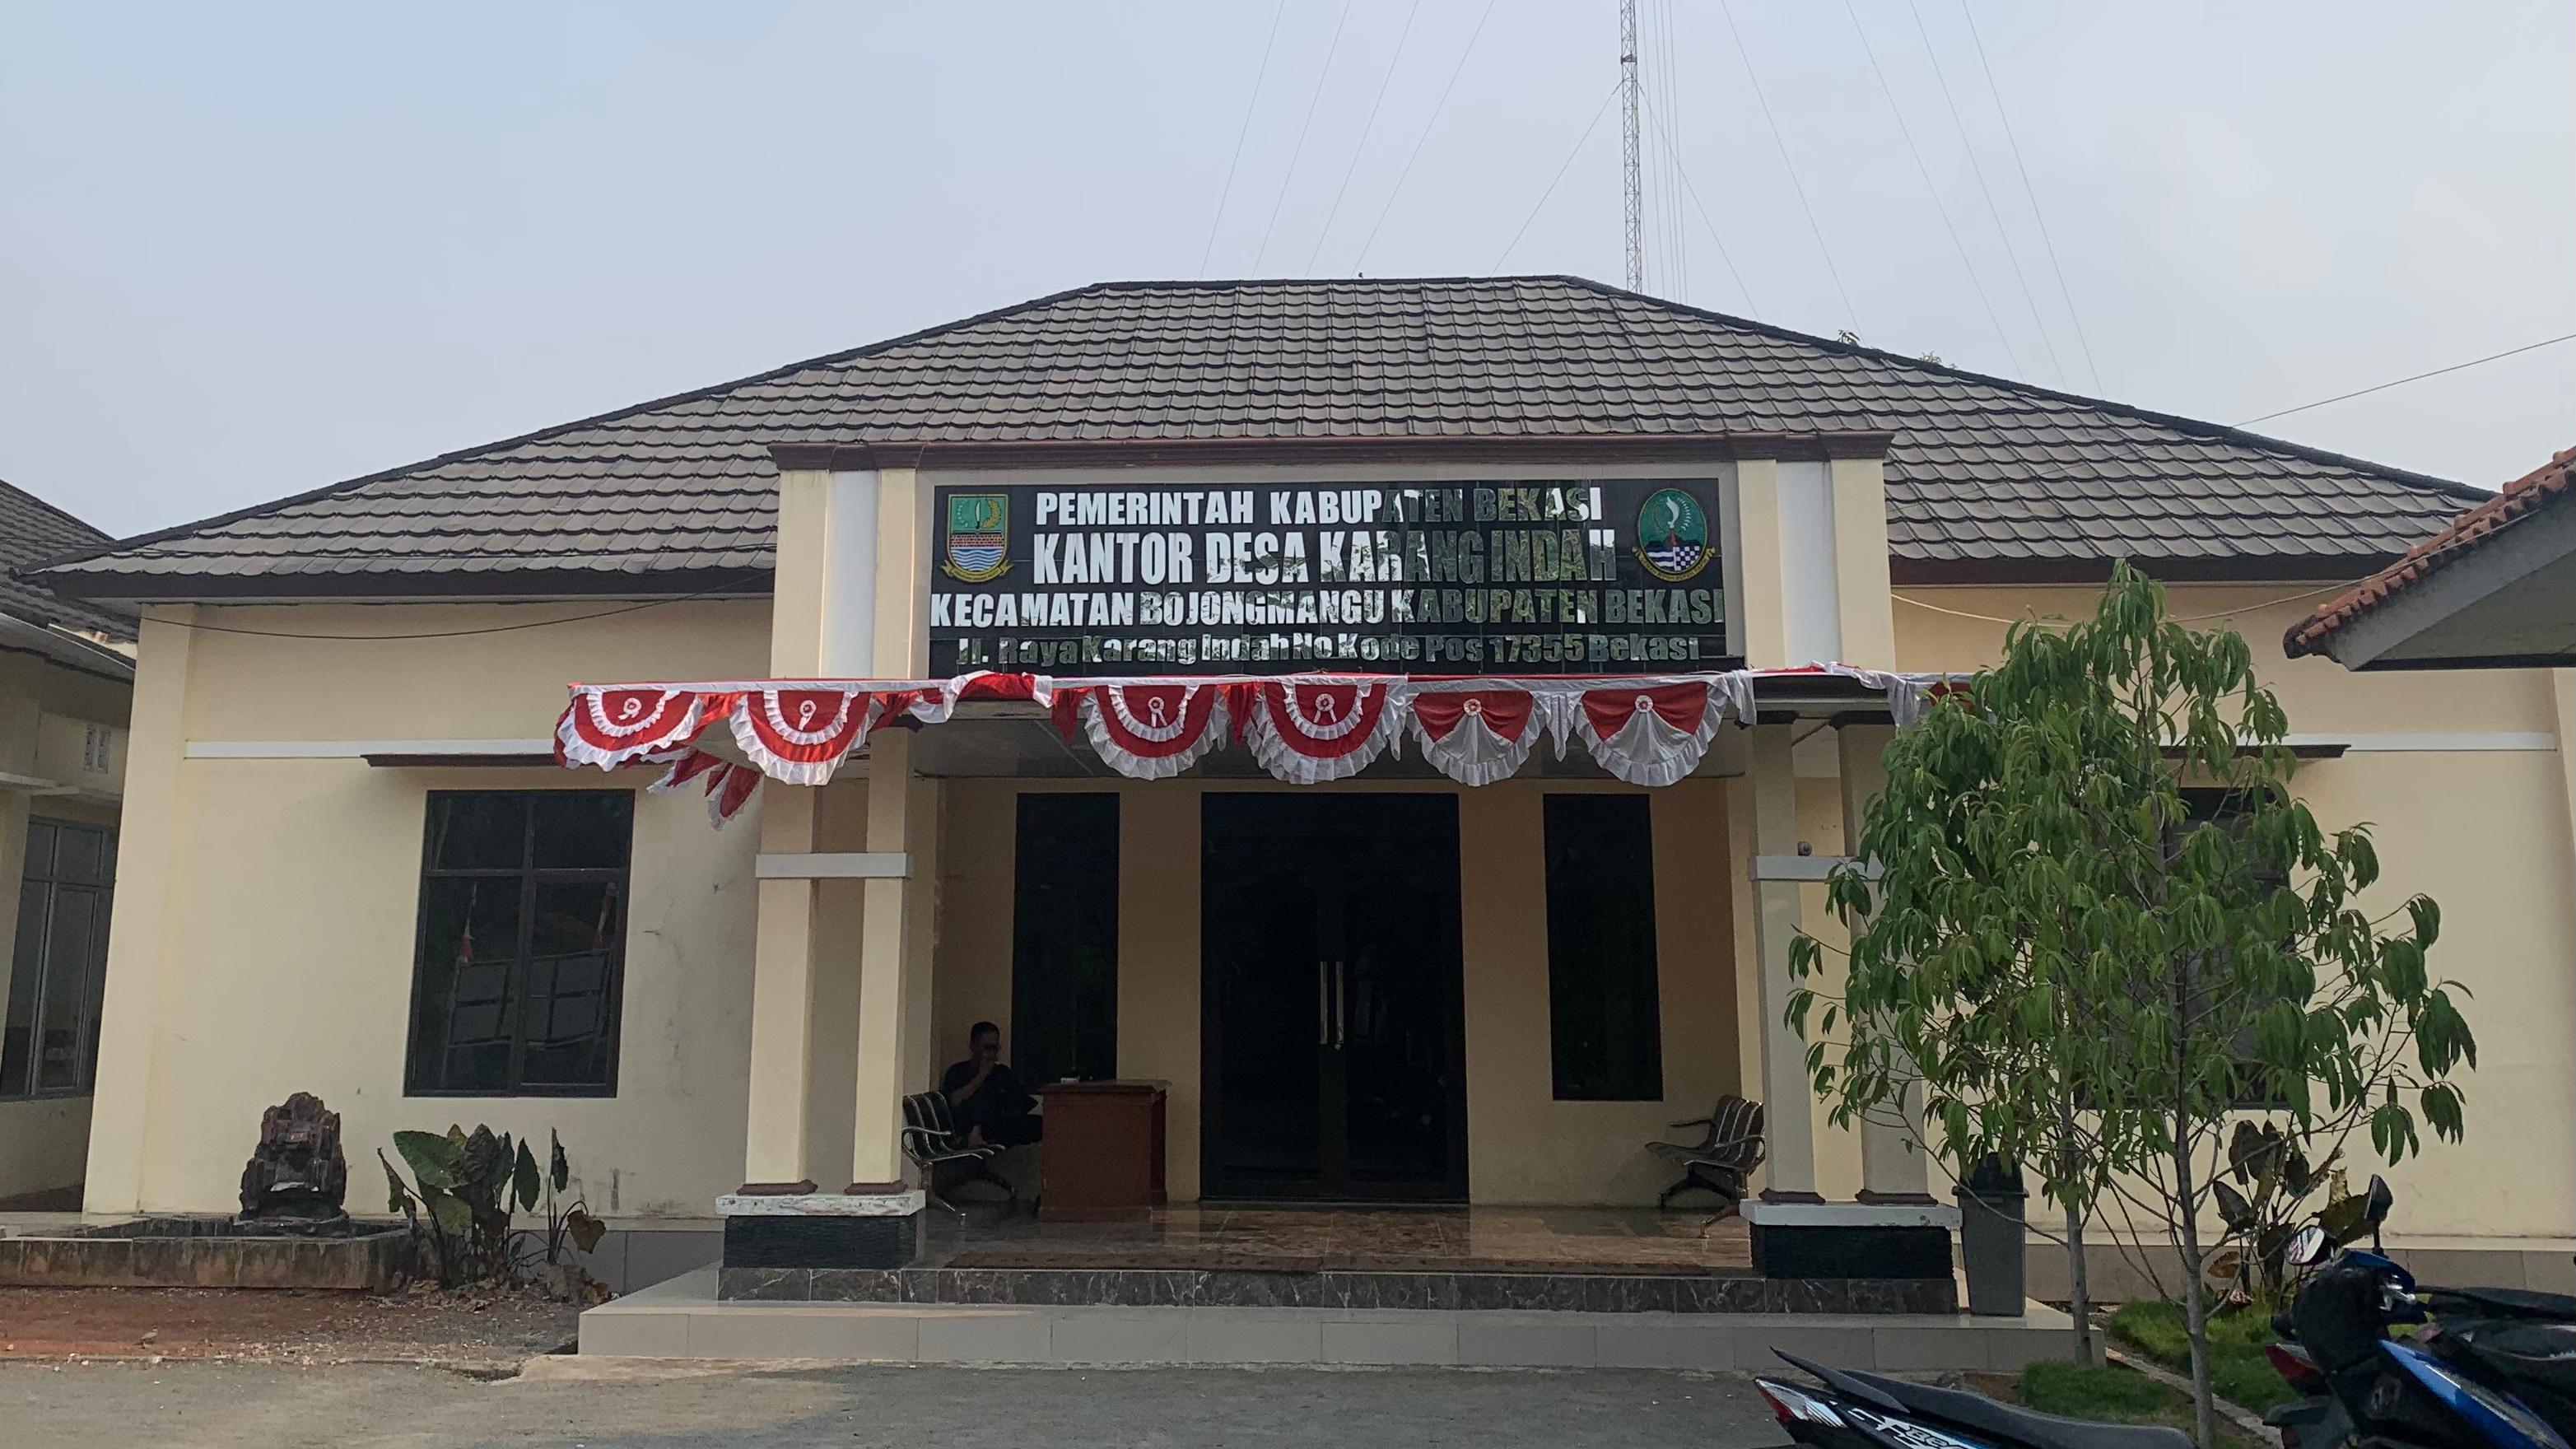 PEMERINTAH KABUPATEN BEKASI
KANTOR DESA KARANG INDAH
KECAMATAN BOJONGMANGU KABUPATEN BEKASI
Jl. Raya Karang Indah No Kode Pos 17355 Bekasi